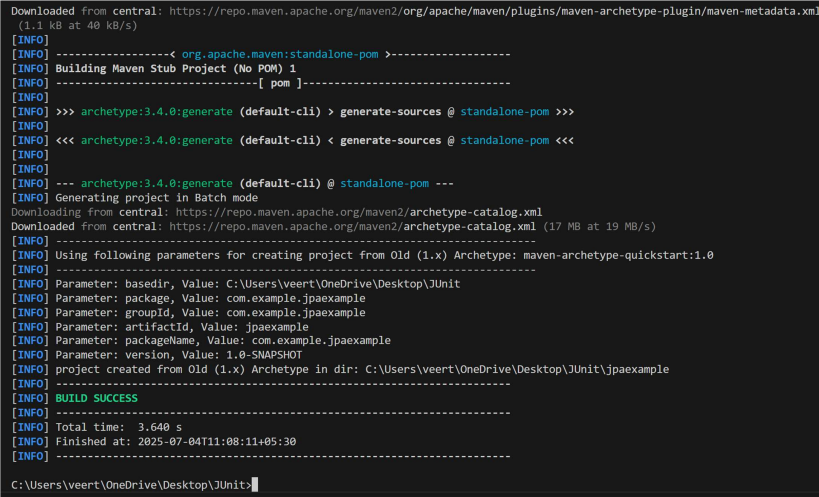 Downloaded from central: https://repo.maven.apache.org/maven2/org/apache/maven/plugins/maven-archetype-plugin/maven-metadata.xml
(1.1 kB at 40 kB/s)
[INFO]
[INFO] ------------------< org.apache.maven:standalone-pom >-------------------
[INFO] Building Maven Stub Project (No POM) 1
[INFO] --------------------------------[ pom ]---------------------------------
[INFO]
[INFO] >>> archetype:3.4.0:generate (default-cli) > generate-sources @ standalone-pom >>>
[INFO]
[INFO] <<< archetype:3.4.0:generate (default-cli) < generate-sources @ standalone-pom <<<
[INFO]
[INFO]
[INFO] --- archetype:3.4.0:generate (default-cli) @ standalone-pom ---
[INFO] Generating project in Batch mode
Downloading from central: https://repo.maven.apache.org/maven2/archetype-catalog.xml
Downloaded from central: https://repo.maven.apache.org/maven2/archetype-catalog.xml (17 MB at 19 MB/s)
[INFO] ----------------------------------------------------------------------------
[INFO] Using following parameters for creating project from Old (1.x) Archetype: maven-archetype-quickstart:1.0
[INFO] ----------------------------------------------------------------------------
[INFO] Parameter: basedir, Value: C:\Users\veert\OneDrive\Desktop\JUnit
[INFO] Parameter: package, Value: com.example.jpaexample
[INFO] Parameter: groupId, Value: com.example.jpaexample
[INFO] Parameter: artifactId, Value: jpaexample
[INFO] Parameter: packageName, Value: com.example.jpaexample
[INFO] Parameter: version, Value: 1.0-SNAPSHOT
[INFO] project created from Old (1.x) Archetype in dir: C:\Users\veert\OneDrive\Desktop\JUnit\jpaexample
[INFO] ------------------------------------------------------------------------
[INFO] BUILD SUCCESS
[INFO] ------------------------------------------------------------------------
[INFO] Total time:  3.640 s
[INFO] Finished at: 2025-07-04T11:08:11+05:30
[INFO] ------------------------------------------------------------------------
C:\Users\veert\OneDrive\Desktop\JUnit>